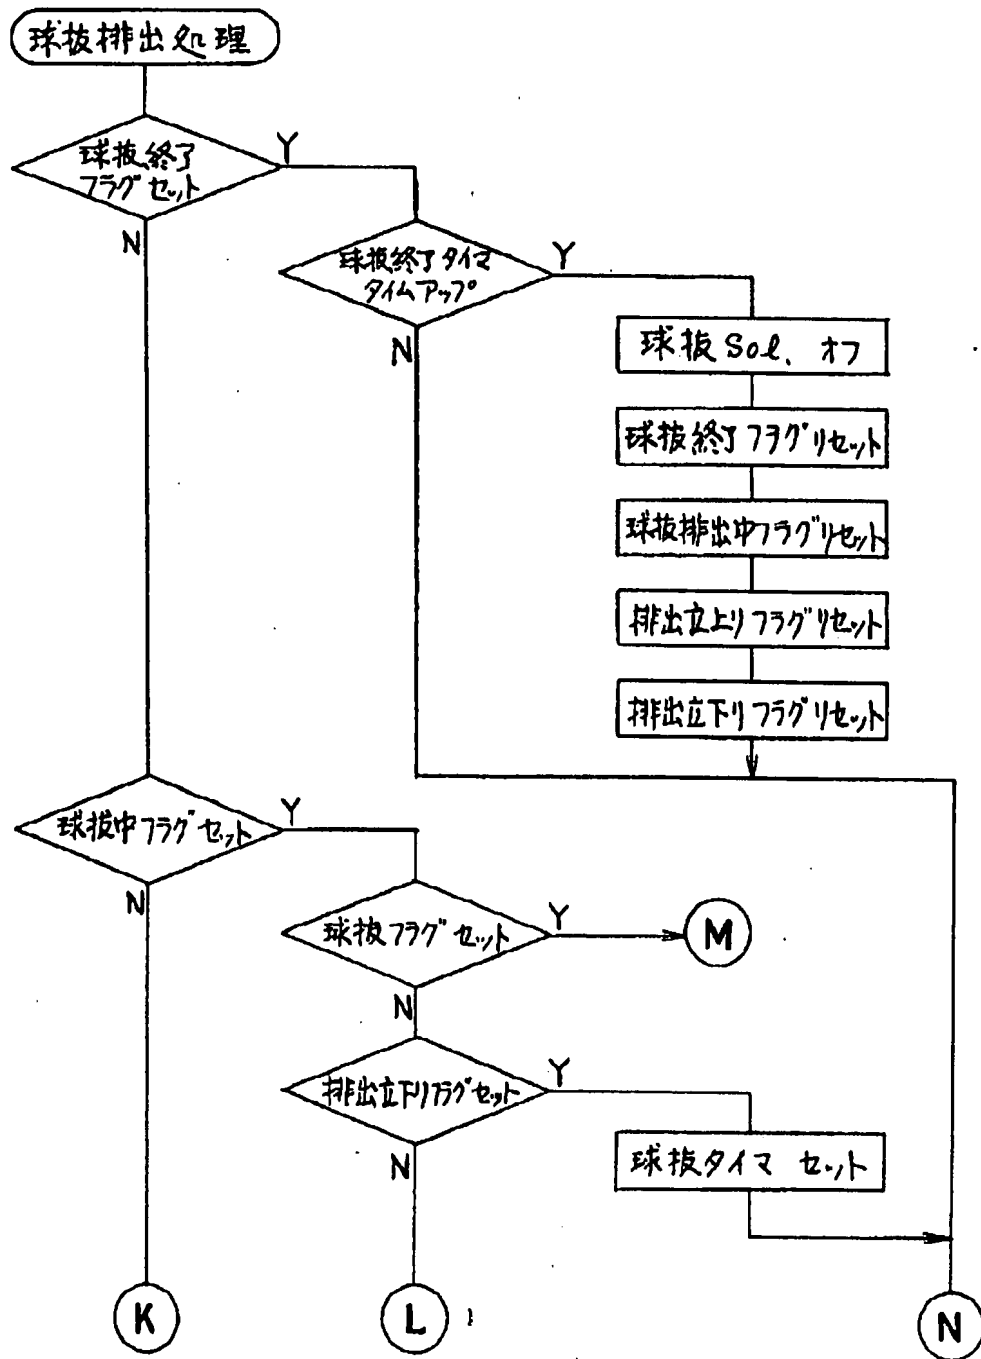 球抜排出処理
球抜終了
フラグセット
Y
N
球抜終了タイマ
タイムアップ
Y
N
球抜Sol. オフ
球抜終了フラグリセット
球抜排出中フラグリセット
排出立上りフラグリセット
排出立下りフラグリセット
球抜中フラグセット
Y
N
球抜フラグセット
Y
M
N
排出立下りフラグセット
Y
N
球抜タイマ セット
K
L
N